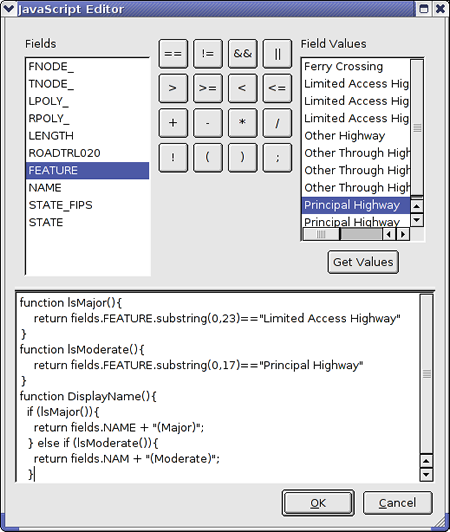 JavaScript Editor
Fields
Field Values
FNODE_
TNODE_
LPOLY_
RPOLY_
LENGTH
ROADTRL020
FEATURE
NAME
STATE_FIPS
STATE
== != && ||
> >= < <=
+ - * /
! ( ) ;
Ferry Crossing
Limited Access Hig
Limited Access Hig
Limited Access Hig
Other Highway
Other Through High
Other Through High
Other Through High
Principal Highway
Principal Highway
Get Values
function lsMajor(){
return fields.FEATURE.substring(0,23)=="Limited Access Highway"
}
function lsModerate(){
return fields.FEATURE.substring(0,17)=="Principal Highway"
}
function DisplayName(){
if (lsMajor()){
return fields.NAME + "(Major)";
} else if (lsModerate()){
return fields.NAM + "(Moderate)";
}
OK
Cancel